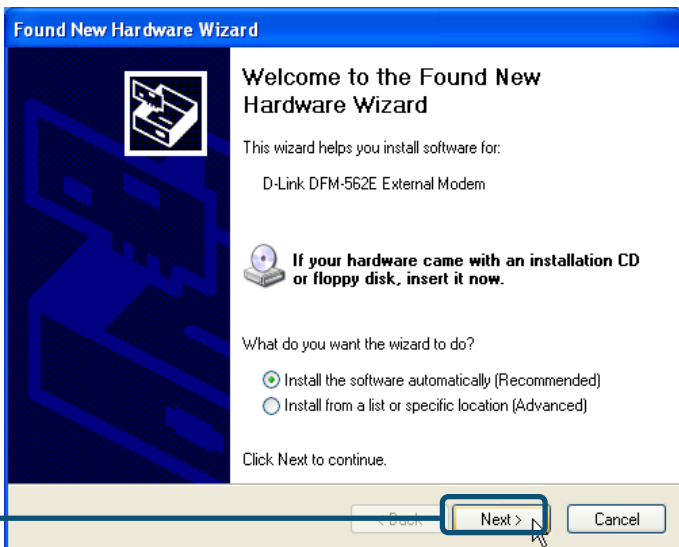 Found New Hardware Wizard
Welcome to the Found New
Hardware Wizard
This wizard helps you install software for:
D-Link DFM-562E External Modem
If your hardware came with an installation CD
or floppy disk, insert it now.
What do you want the wizard to do?
Install the software automatically (Recommended)
Install from a list or specific location (Advanced)
Click Next to continue.
< Back Next > Cancel